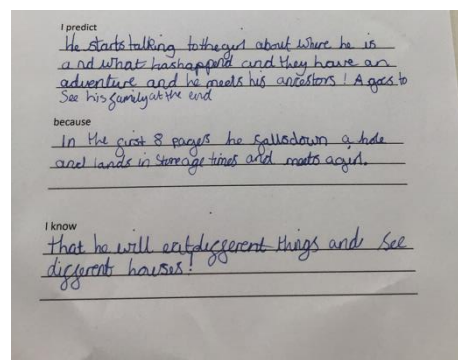 I predict
He starts talking to the girl about where he is
and what has happend and they have an
adventure and he meets his ancestors! A goes to
See his family at the end
because
In the first 8 pages he falls down a hole
and lands in Stone age times and meets a girl.
I know
that he will eat different things and See
different houses!